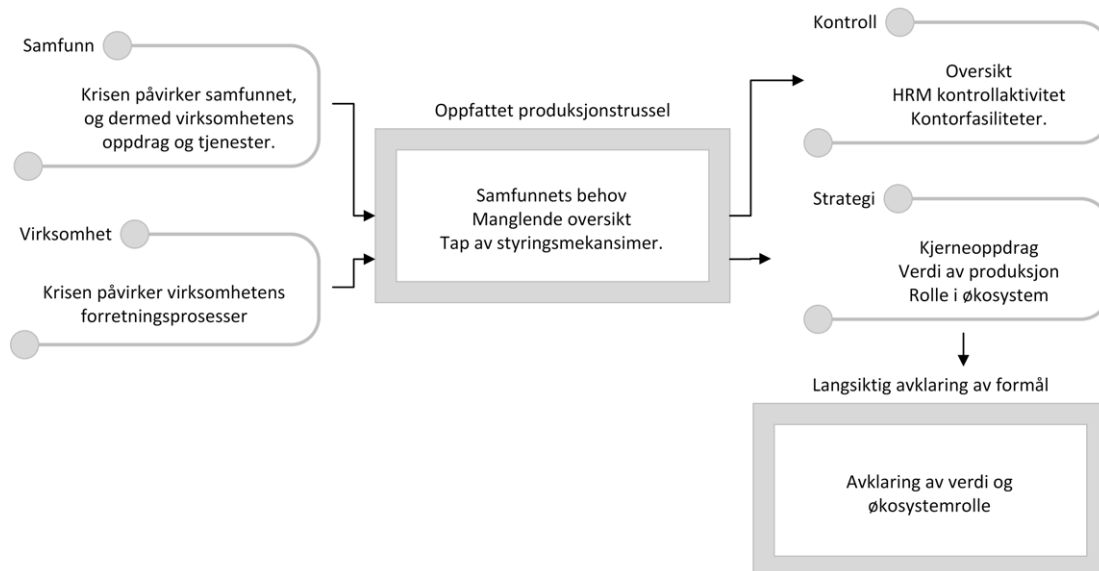 Samfunn
Krisen påvirker samfunnet,
og dermed virksomhetens
oppdrag og tjenester.
Virksomhet
Krisen påvirker virksomhetens
forretningsprosesser
Oppfattet produksjonstrussel
Samfunnets behov
Manglende oversikt
Tap av styringsmekansimer.
Kontroll
Oversikt
HRM kontrollaktivitet
Kontorfasiliteter.
Strategi
Kjerneoppdrag
Verdi av produksjon
Rolle i økosystem
Langsiktig avklaring av formål
Avklaring av verdi og
økosystemrolle